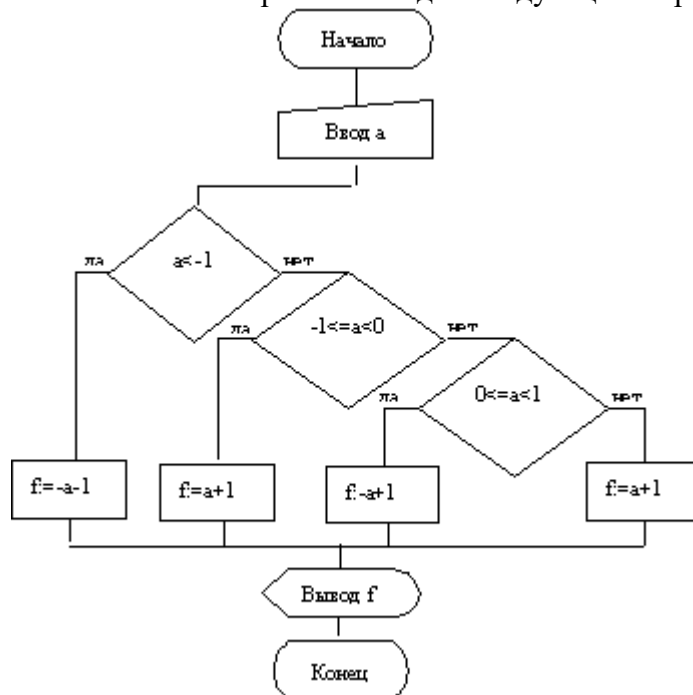 Начало
Ввод a
a<-1
да
нет
-1<=a<0
да
нет
0<=a<1
да
нет
f:=-a-1
f:=a+1
f:-a+1
f:=a+1
Вывод f
Конец